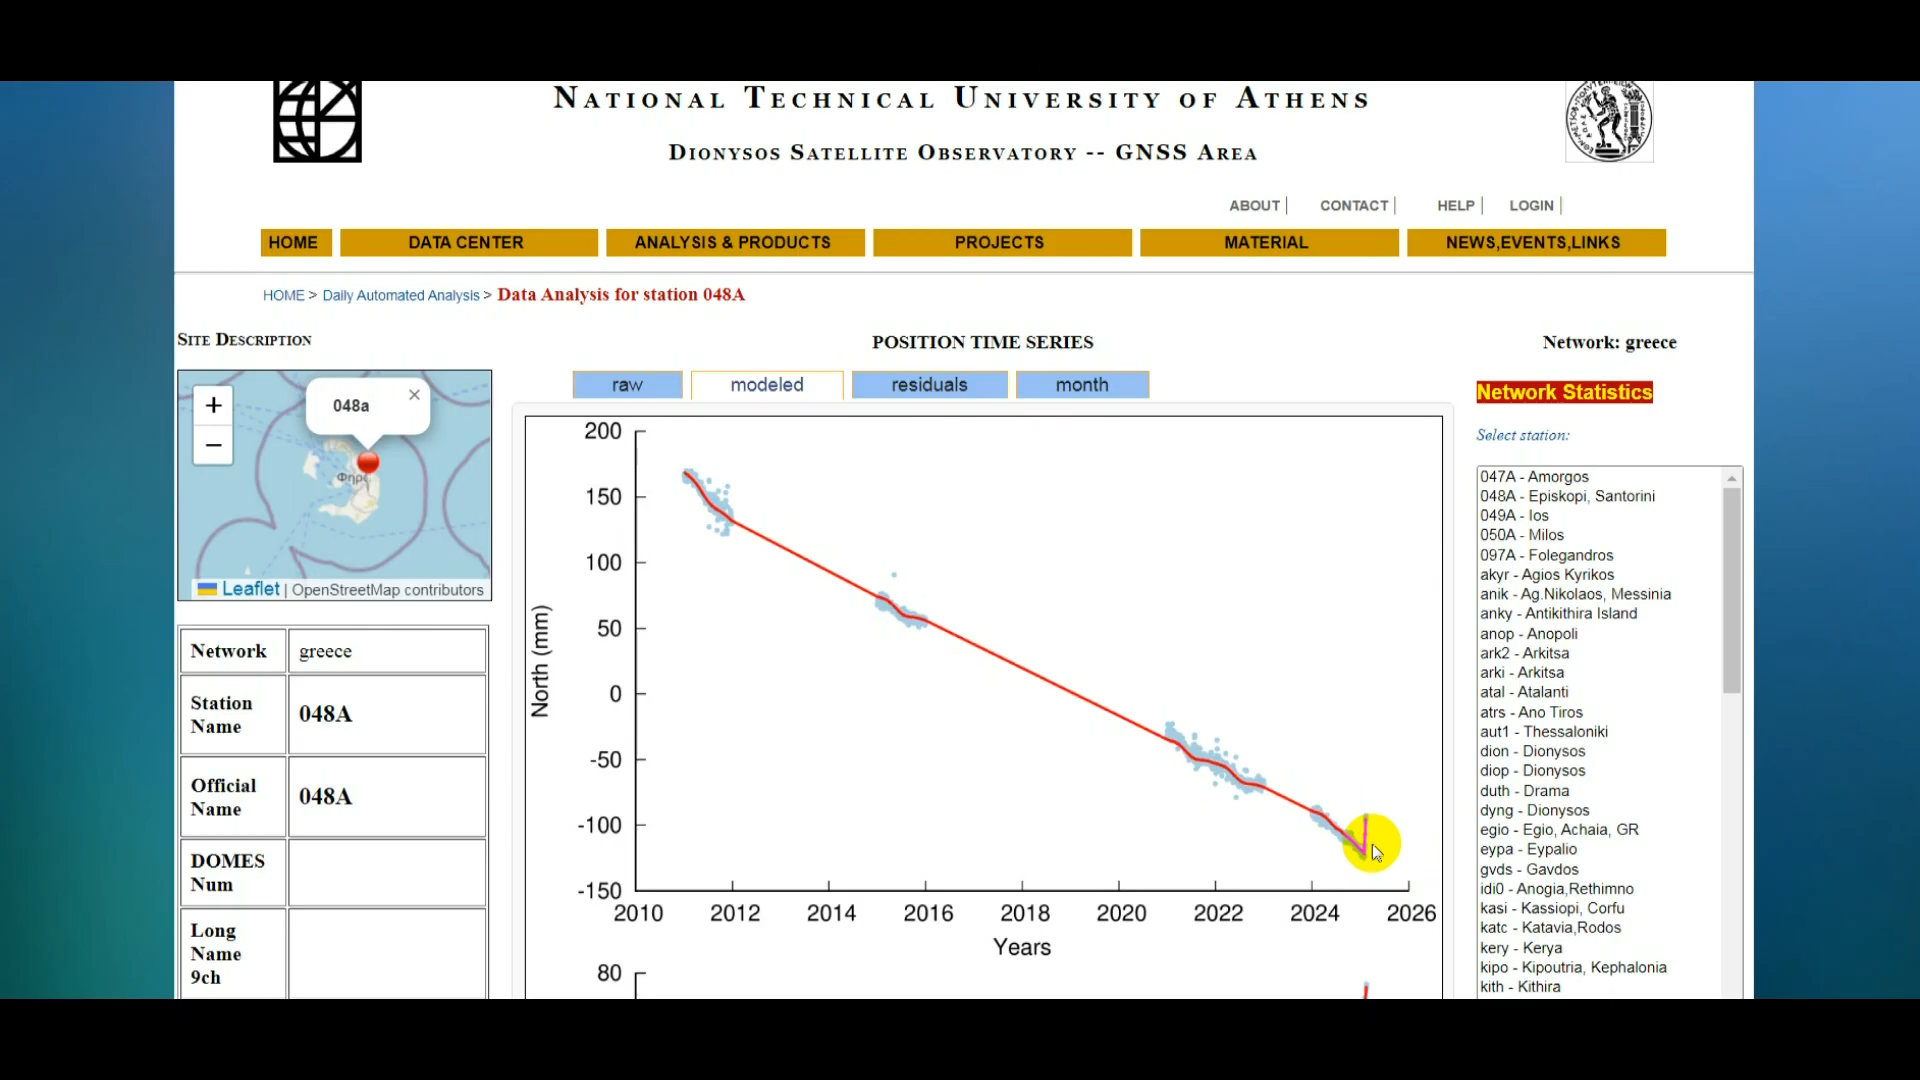 NATIONAL TECHNICAL UNIVERSITY OF ATHENS
DIONYSOS SATELLITE OBSERVATORY -- GNSS AREA
ABOUT | CONTACT | HELP | LOGIN |
HOME DATA CENTER ANALYSIS & PRODUCTS PROJECTS MATERIAL NEWS,EVENTS,LINKS
HOME > Daily Automated Analysis > Data Analysis for station 048A
SITE DESCRIPTION
+
−
048a ×
Φηρ
Leaflet | OpenStreetMap contributors
Network greece
Station Name 048A
Official Name 048A
DOMES Num
Long Name 9ch
POSITION TIME SERIES
raw modeled residuals month
North (mm)
200
150
100
50
0
-50
-100
-150
2010 2012 2014 2016 2018 2020 2022 2024 2026
Years
80
Network: greece
Network Statistics
Select station:
047A - Amorgos
048A - Episkopi, Santorini
049A - Ios
050A - Milos
097A - Folegandros
akyr - Agios Kyrikos
anik - Ag.Nikolaos, Messinia
anky - Antikithira Island
anop - Anopoli
ark2 - Arkitsa
arki - Arkitsa
atal - Atalanti
atrs - Ano Tiros
aut1 - Thessaloniki
dion - Dionysos
diop - Dionysos
duth - Drama
dyng - Dionysos
egio - Egio, Achaia, GR
eypa - Eypalio
gvds - Gavdos
idi0 - Anogia,Rethimno
kasi - Kassiopi, Corfu
katc - Katavia,Rodos
kery - Kerya
kipo - Kipoutria, Kephalonia
kith - Kithira